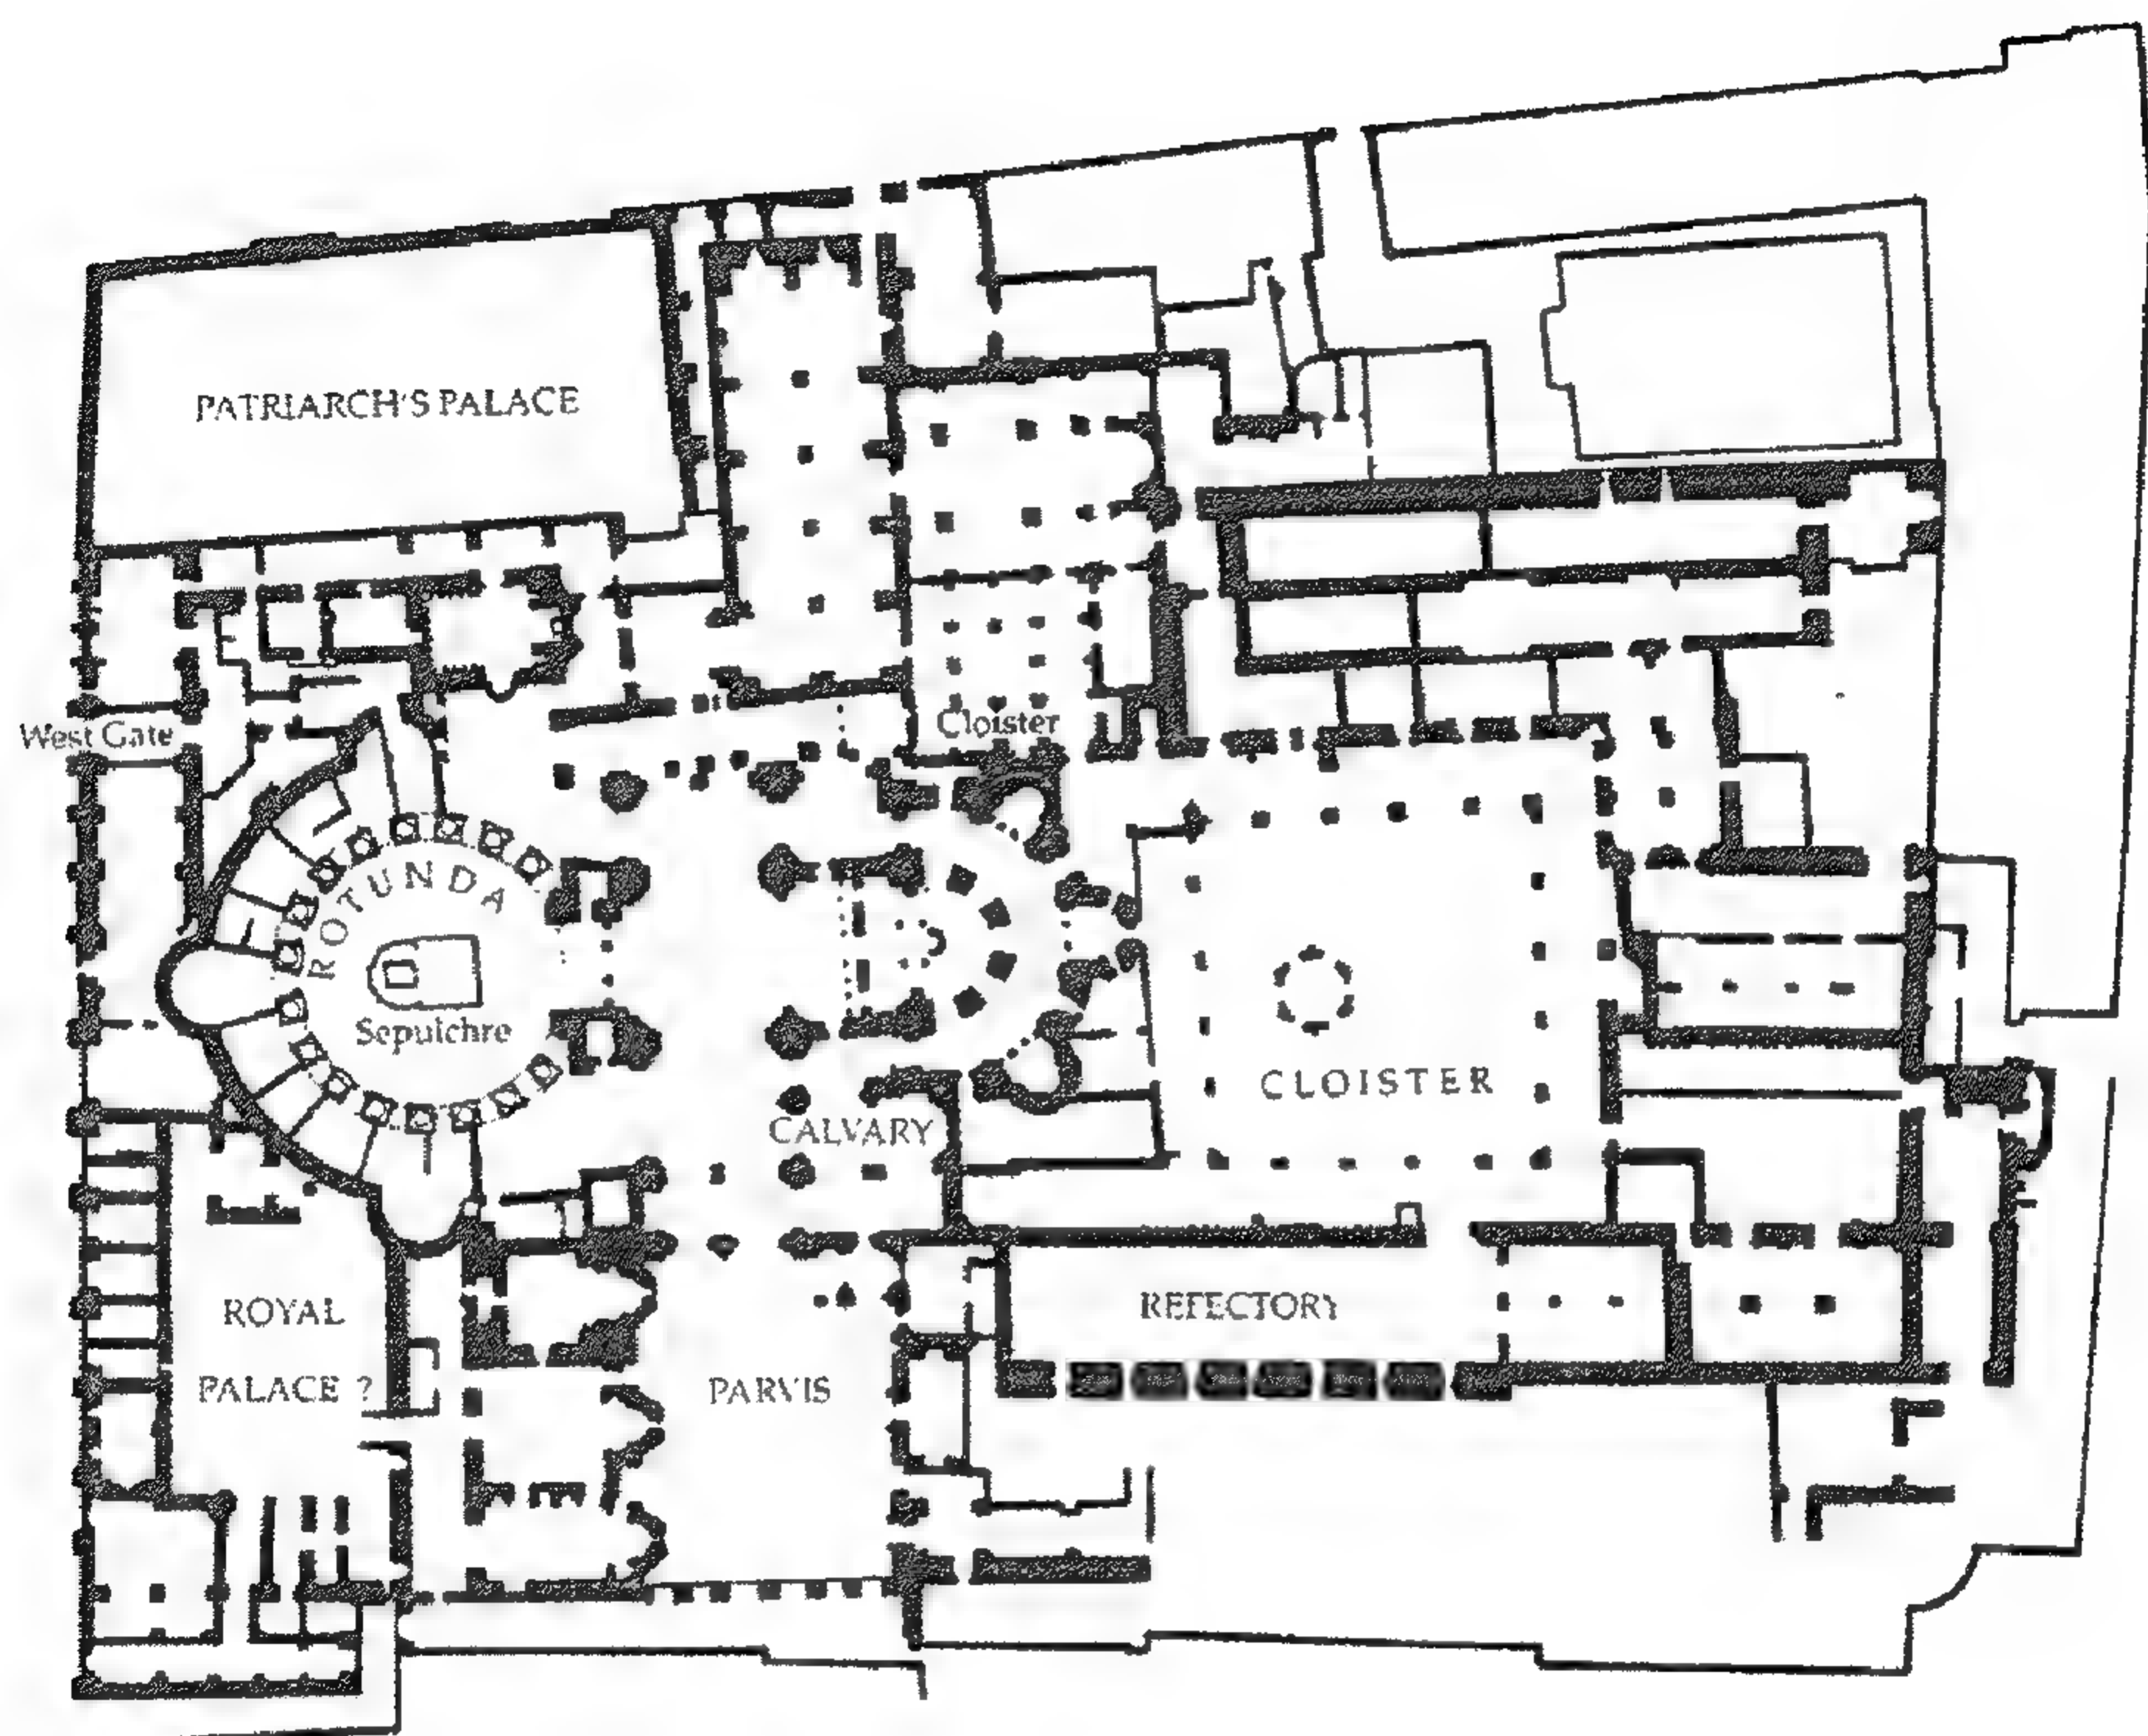 PATRIARCH'S PALACE
West Gate
Cloister
ROTUNDA
Sepulchre
CLOISTER
CALVARY
ROYAL
PALACE ?
REFECTORY
PARVIS